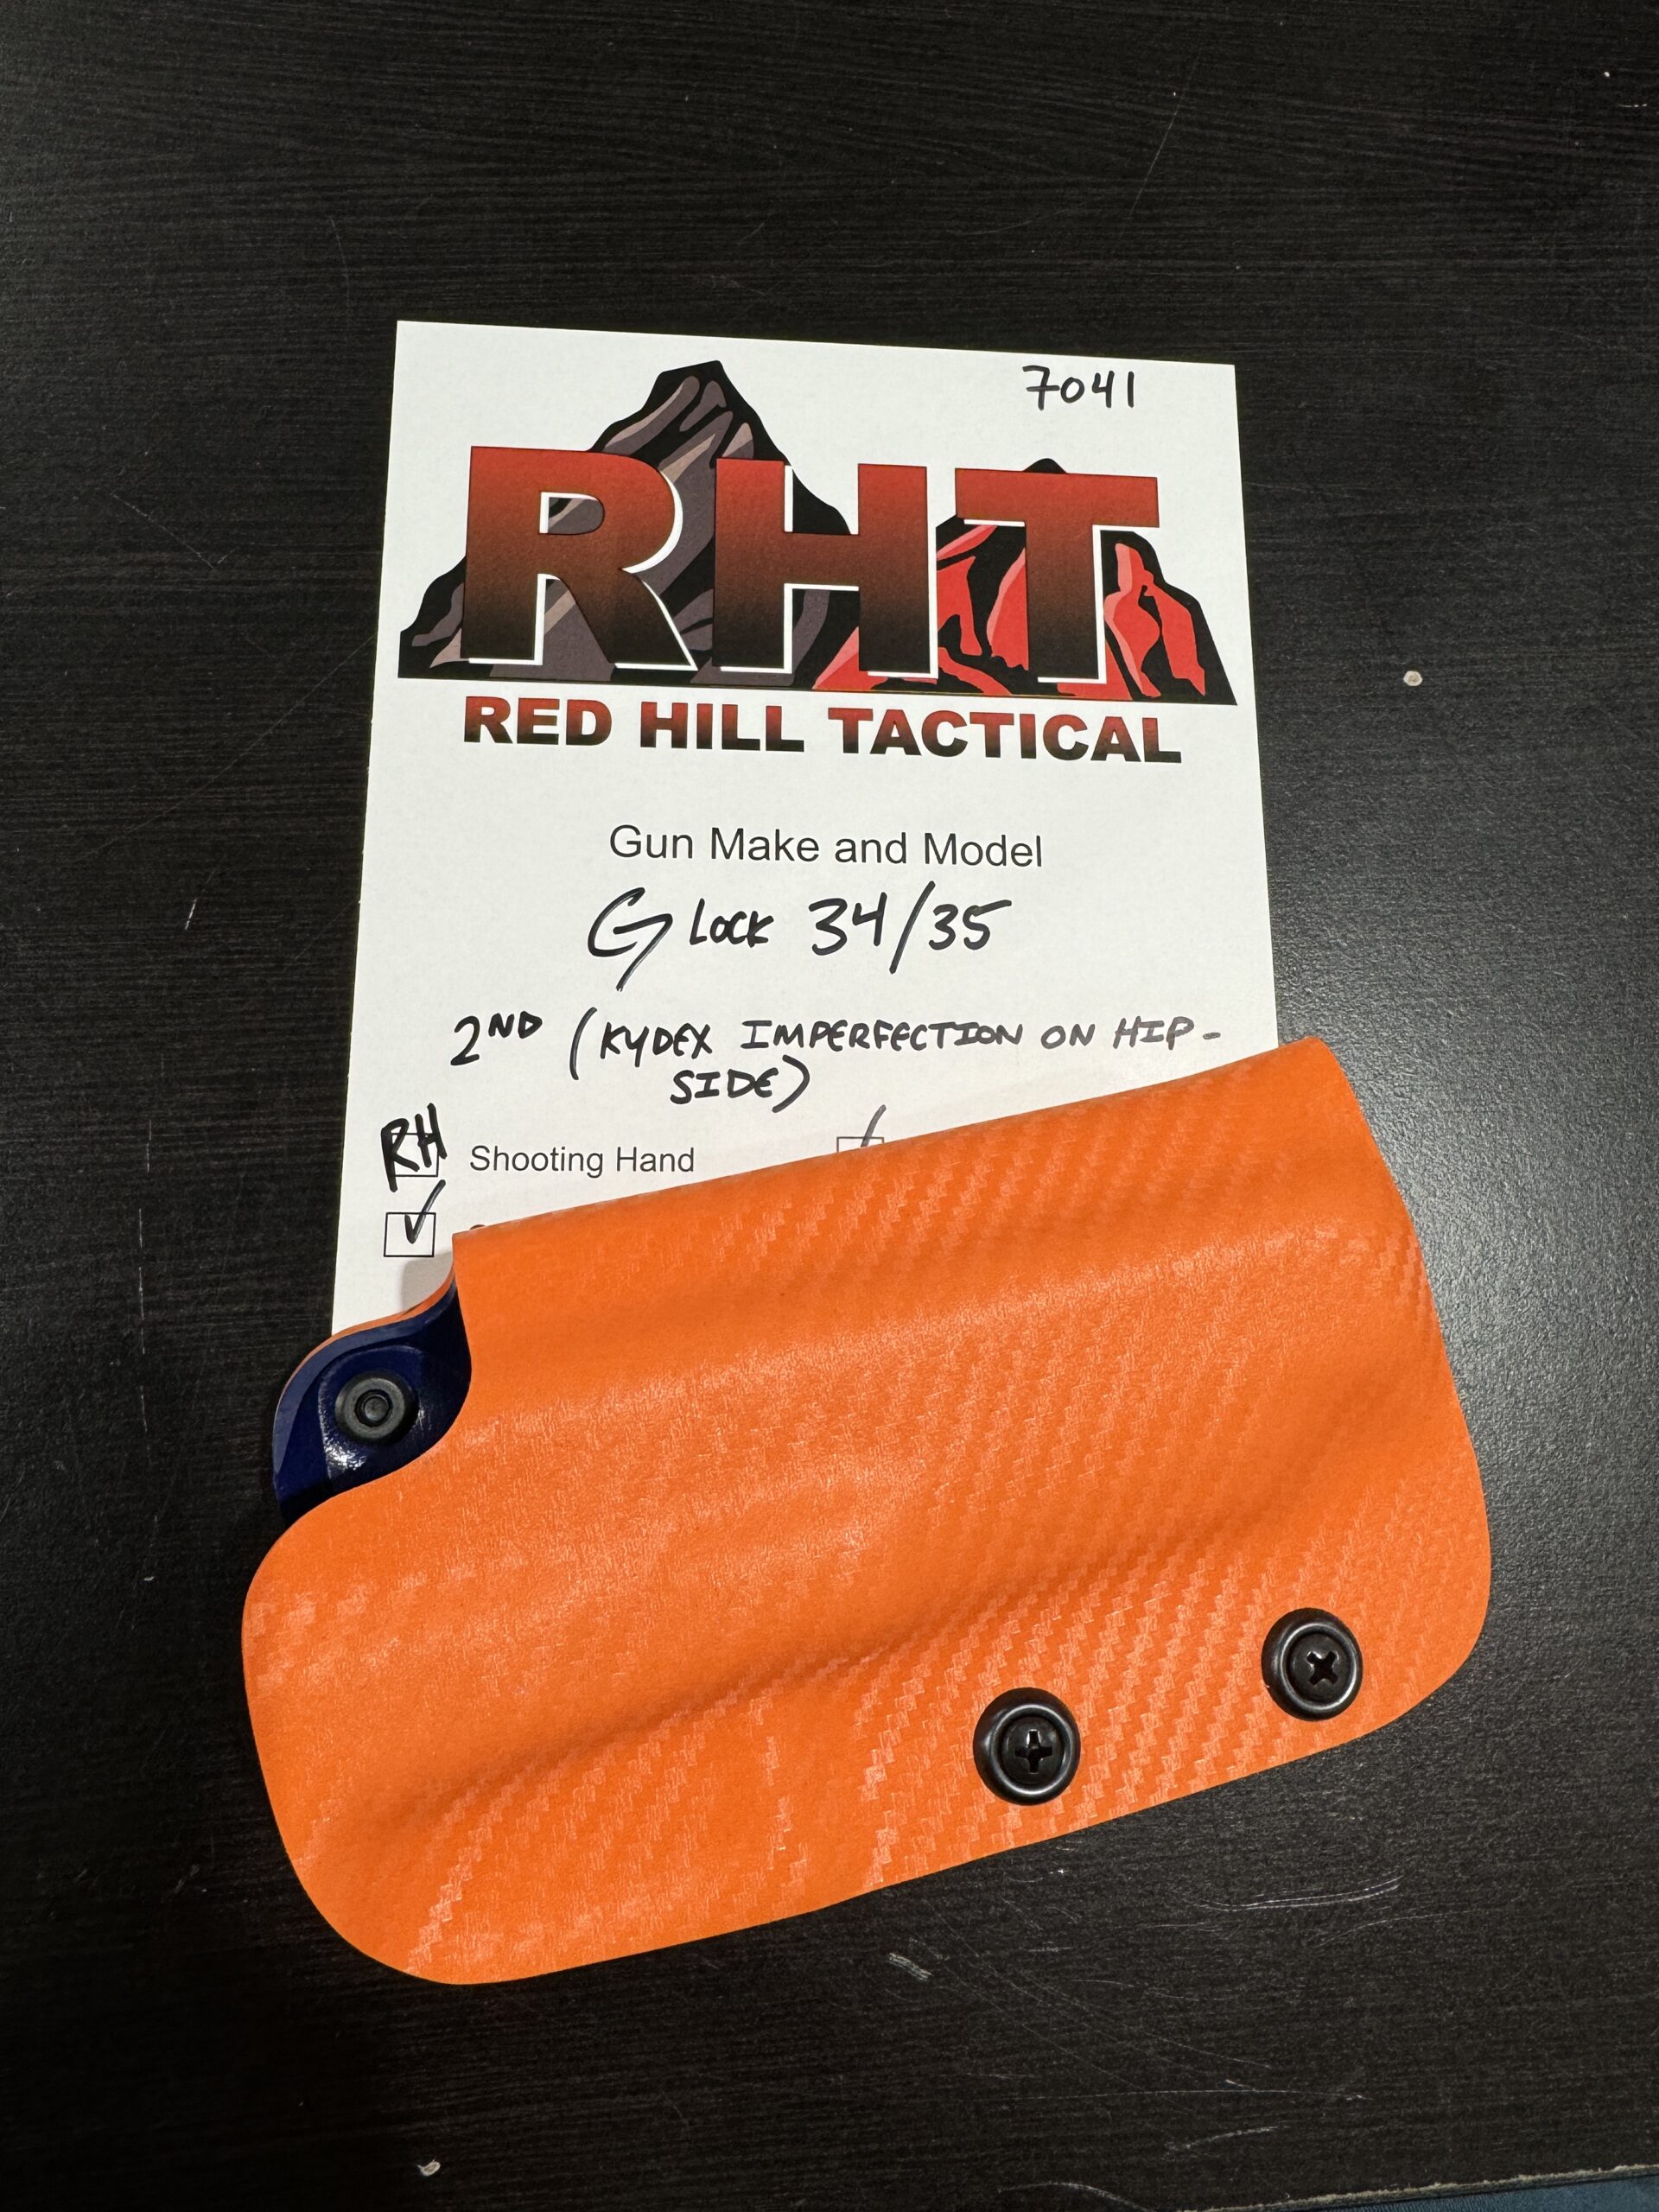 7041
RHT
RED HILL TACTICAL
Gun Make and Model
Glock 34/35
2ND (KYDEX IMPERFECTION ON HIP-
SIDE)
RH Shooting Hand